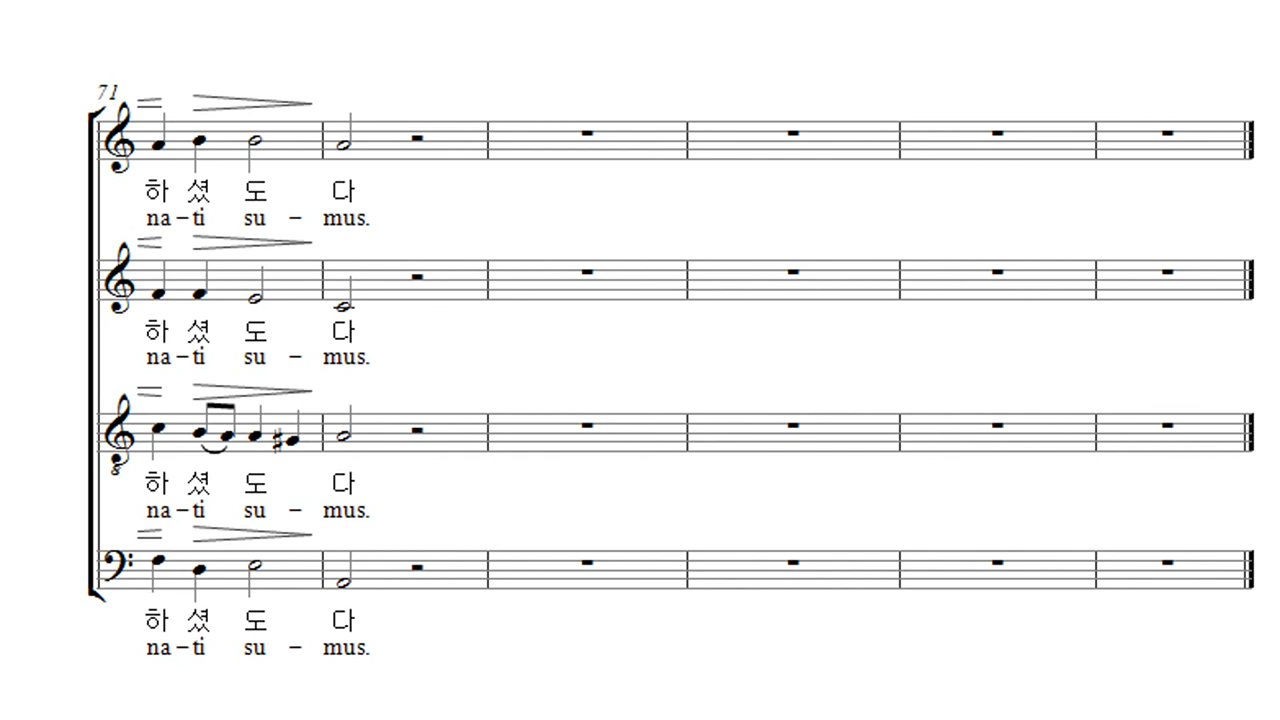 71
하 셨 도 다
na – ti su – mus.
하 셨 도 다
na – ti su – mus.
8
하 셨 도 다
na – ti su – mus.
하 셨 도 다
na – ti su – mus.